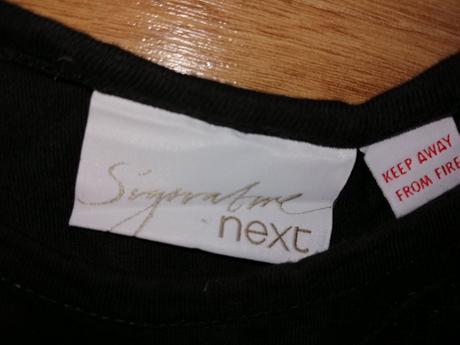 Signature
next
KEEP AWAY
FROM FIRE